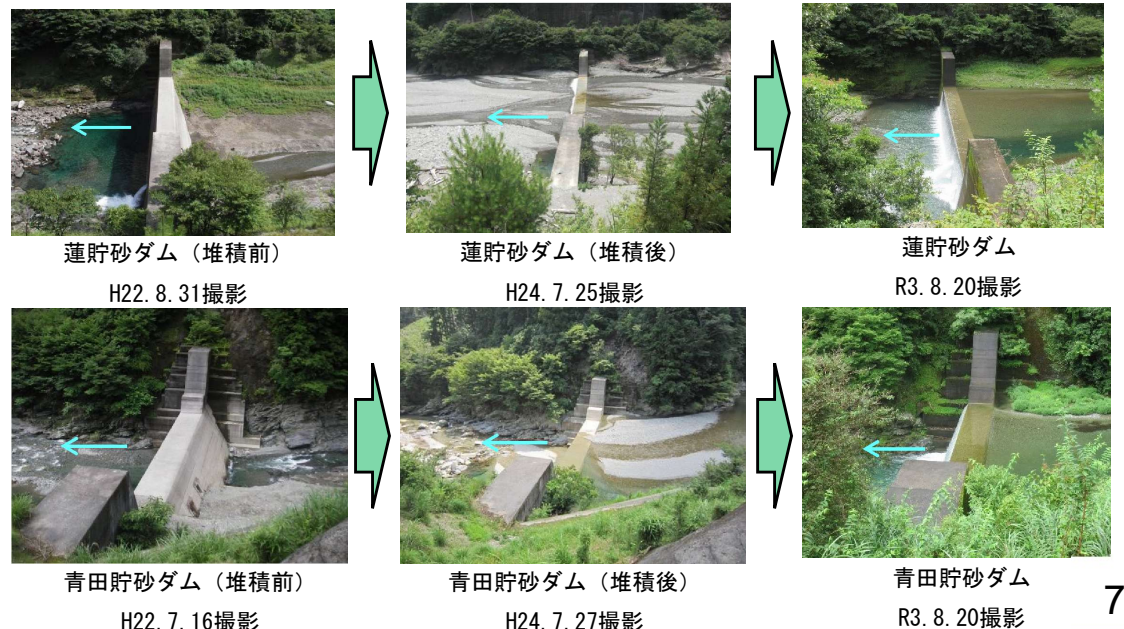 蓮貯砂ダム（堆積前）
H22.8.31撮影
蓮貯砂ダム（堆積後）
H24.7.25撮影
蓮貯砂ダム
R3.8.20撮影
青田貯砂ダム（堆積前）
H22.7.16撮影
青田貯砂ダム（堆積後）
H24.7.27撮影
青田貯砂ダム
R3.8.20撮影
7